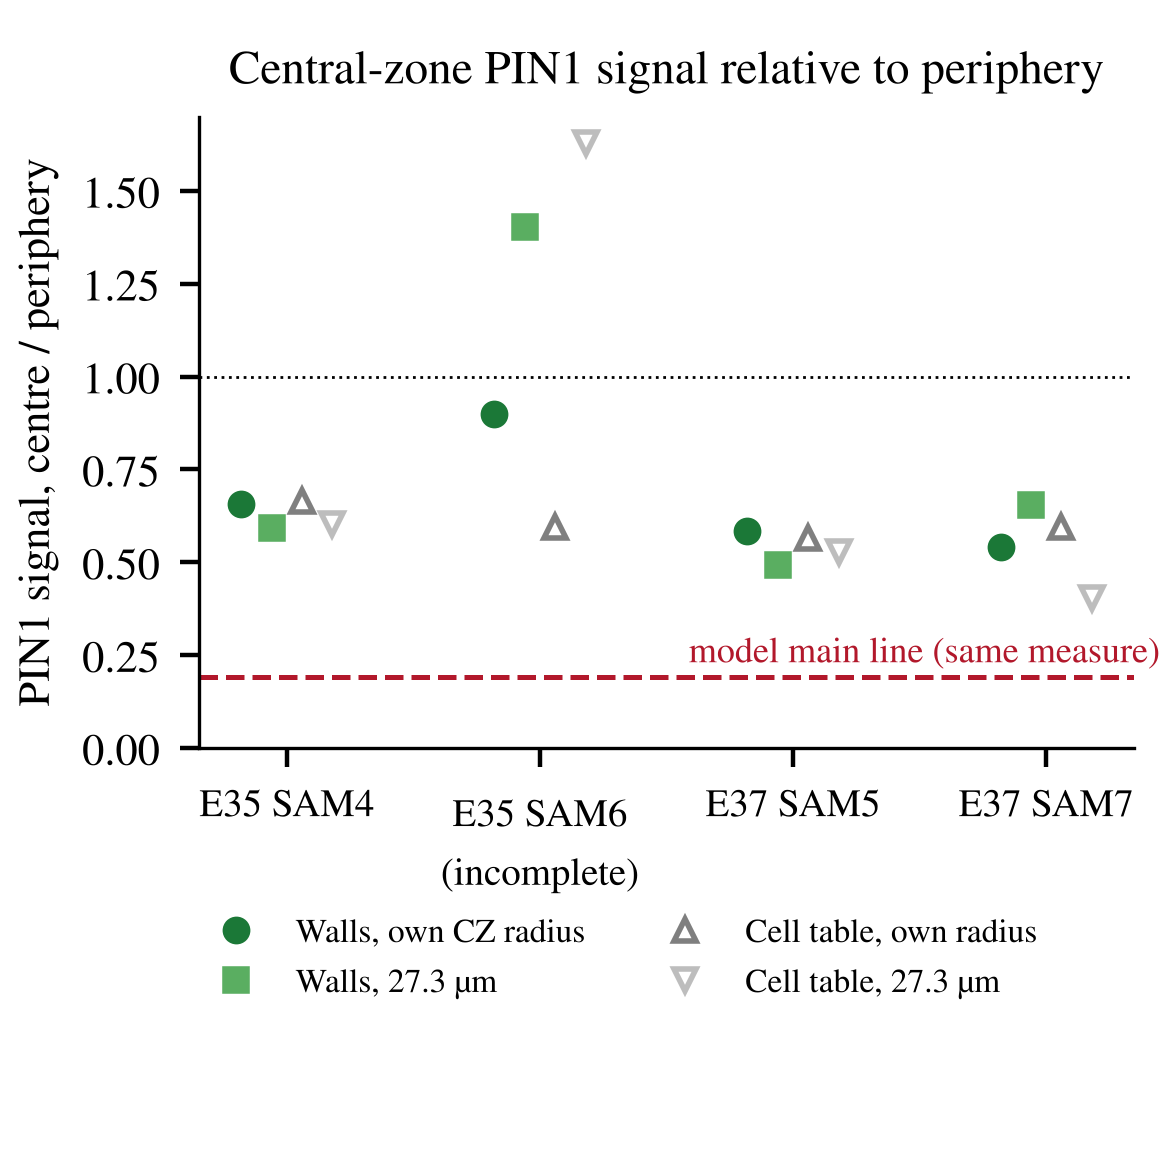 Central-zone PIN1 signal relative to periphery
PIN1 signal, centre / periphery
1.50
1.25
1.00
0.75
0.50
0.25
0.00
model main line (same measure)
E35 SAM4
E35 SAM6
(incomplete)
E37 SAM5
E37 SAM7
Walls, own CZ radius
Walls, 27.3 µm
Cell table, own radius
Cell table, 27.3 µm